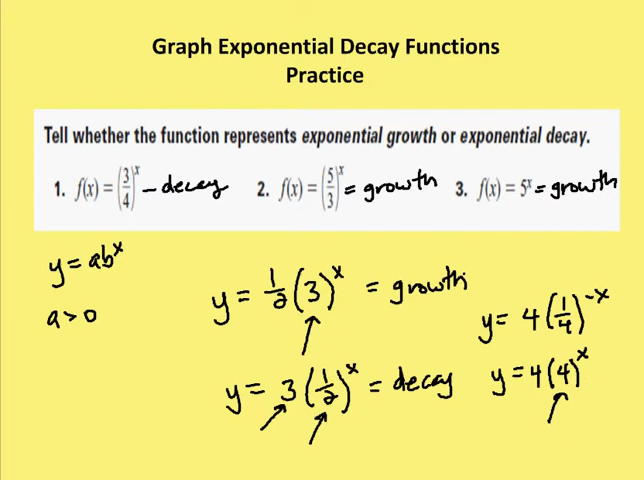 Graph Exponential Decay Functions
Practice
Tell whether the function represents exponential growth or exponential decay.
1. f(x) = (3/4)^x – decay 2. f(x) = (5/3)^x = growth 3. f(x) = 5^x = growth
y = ab^x
a > 0
y = 1/2 (3)^x = growth
y = 4(1/4)^-x
y = 3(1/2)^x = decay
y = 4(4)^x